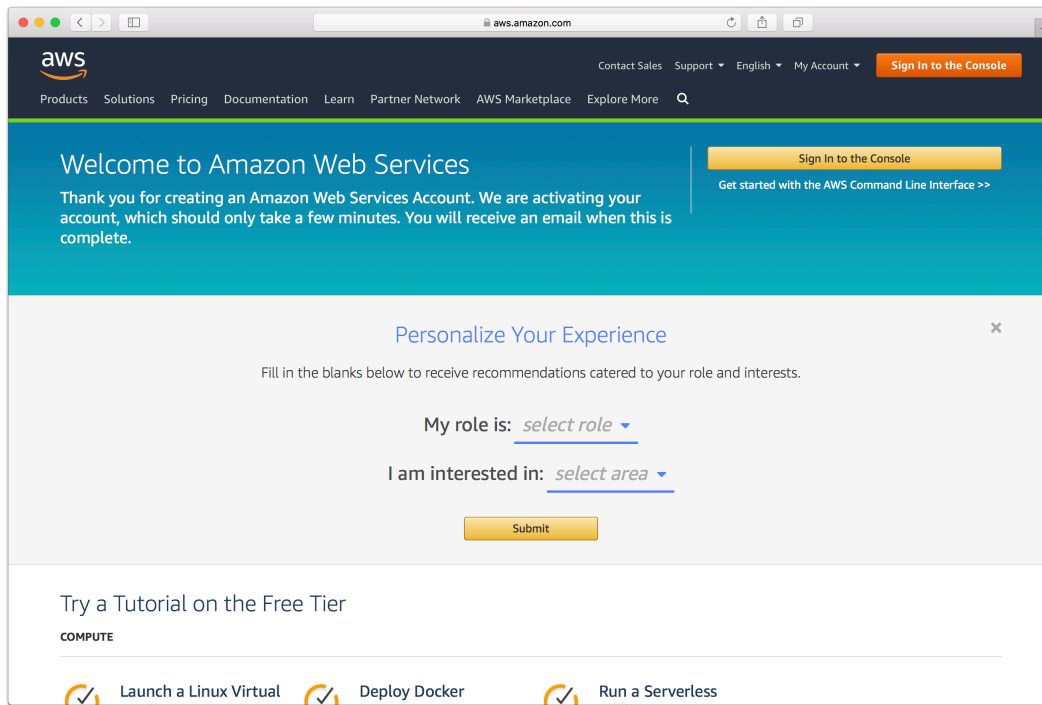 aws.amazon.com
aws
Contact Sales Support English My Account Sign In to the Console
Products Solutions Pricing Documentation Learn Partner Network AWS Marketplace Explore More
Welcome to Amazon Web Services
Thank you for creating an Amazon Web Services Account. We are activating your
account, which should only take a few minutes. You will receive an email when this is
complete.
Sign In to the Console
Get started with the AWS Command Line Interface >>
Personalize Your Experience
Fill in the blanks below to receive recommendations catered to your role and interests.
My role is: select role
I am interested in: select area
Submit
Try a Tutorial on the Free Tier
COMPUTE
Launch a Linux Virtual Deploy Docker Run a Serverless